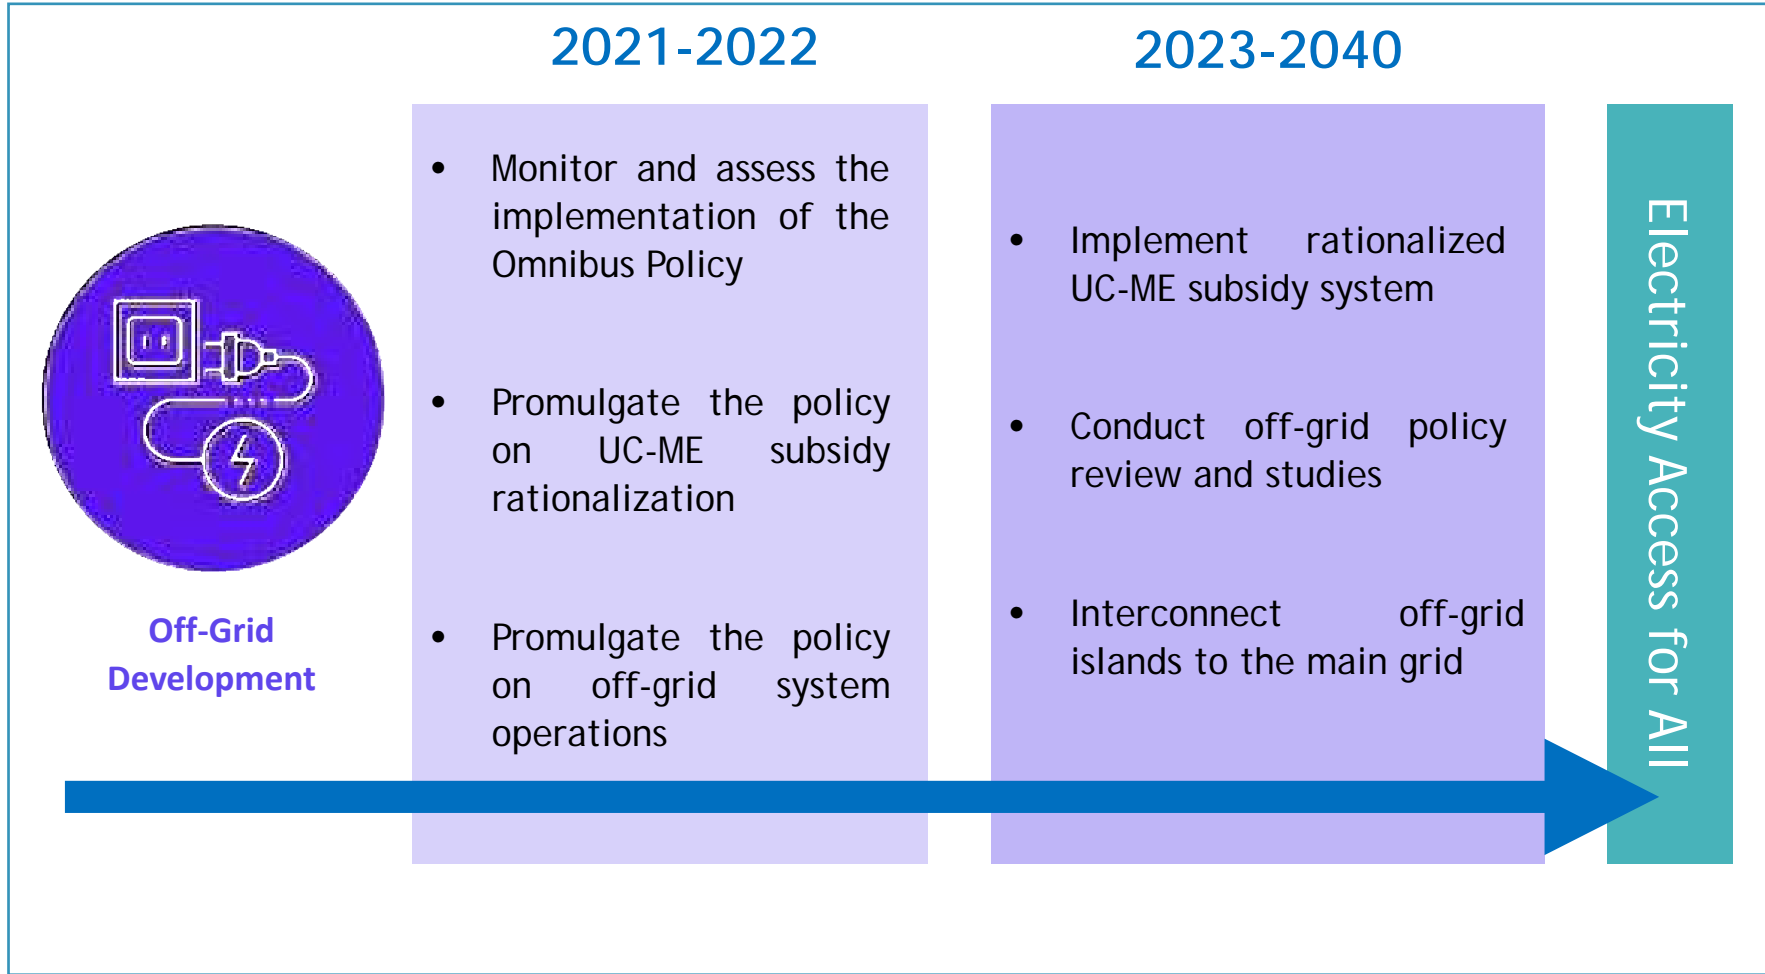 2021-2022
2023-2040
• Monitor and assess the
implementation of the
Omnibus Policy
• Promulgate the policy
on UC-ME subsidy
rationalization
• Promulgate the policy
on off-grid system
operations
• Implement rationalized
UC-ME subsidy system
• Conduct off-grid policy
review and studies
• Interconnect off-grid
islands to the main grid
Electricity Access for All
Off-Grid
Development